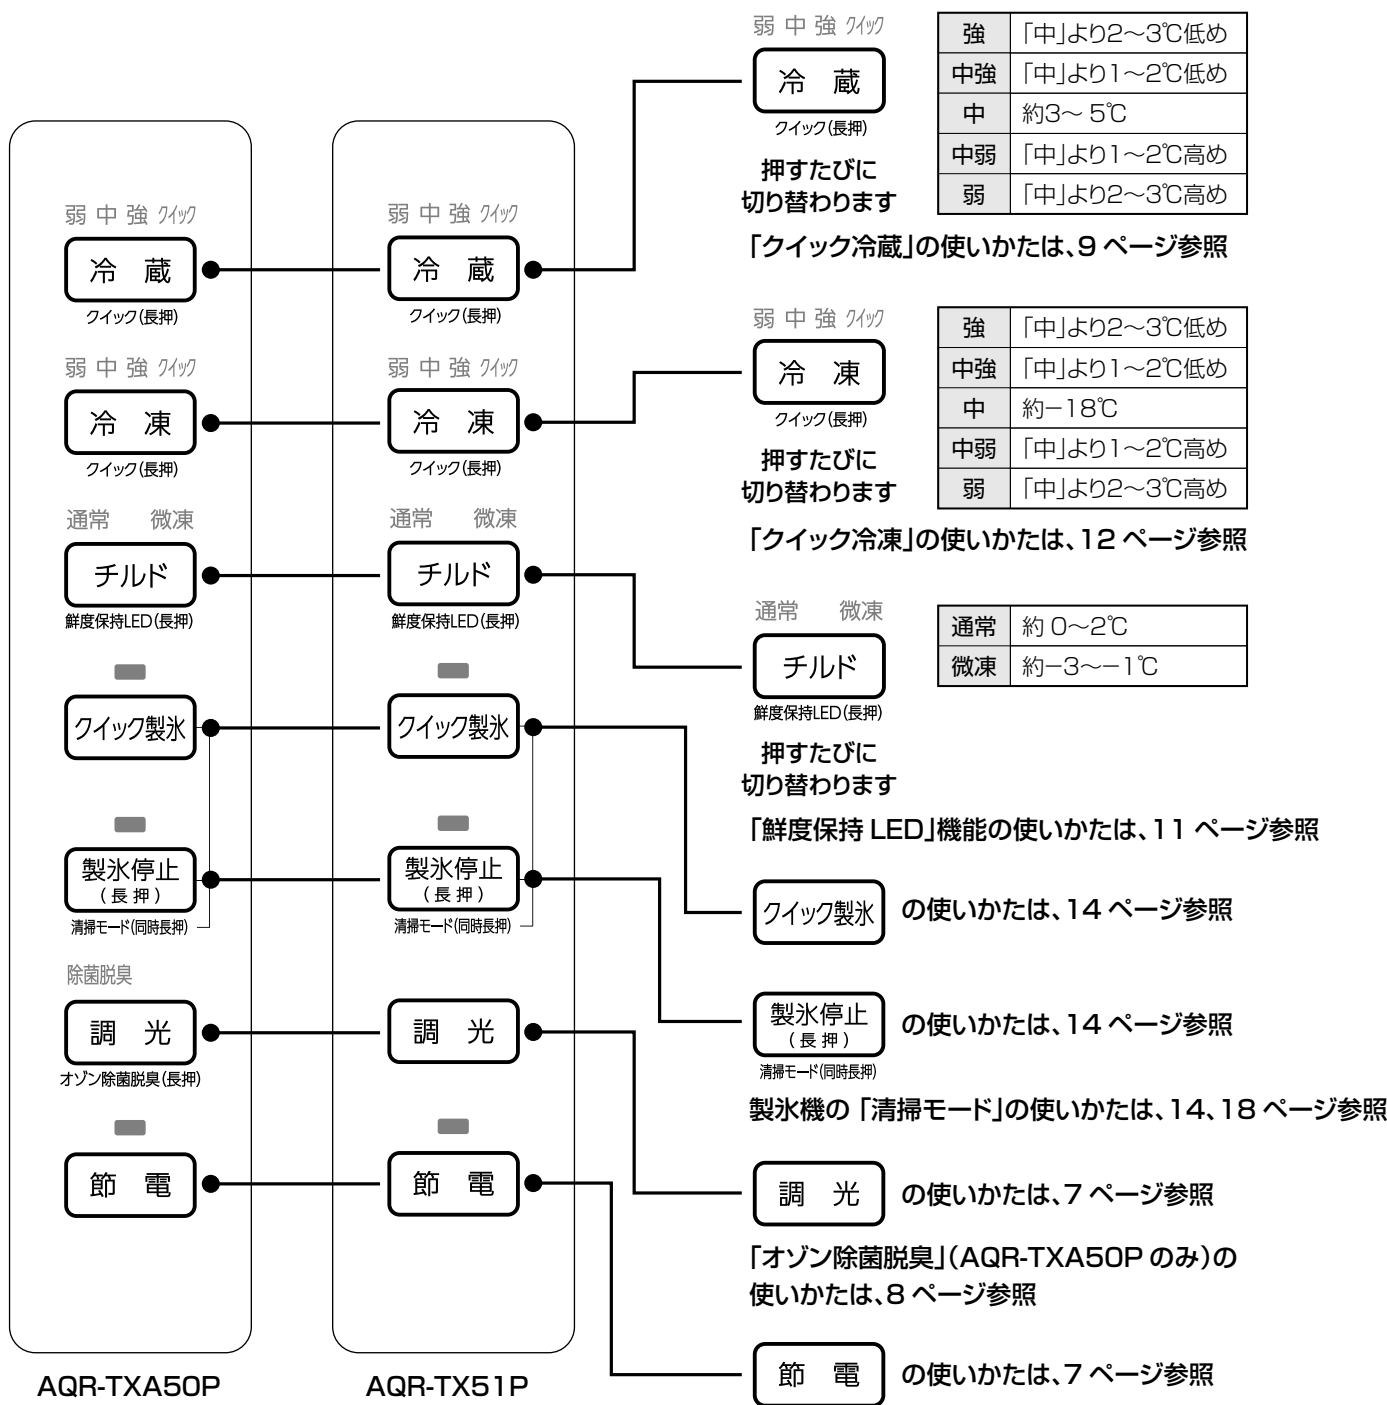 弱 中 強 クイック
冷 蔵
クイック(長押)
弱 中 強 クイック
冷 凍
クイック(長押)
通常 微凍
チルド
鮮度保持LED(長押)
クイック製氷
製氷停止
(長押)
清掃モード(同時長押)
除菌脱臭
調 光
オゾン除菌脱臭(長押)
節 電
AQR-TXA50P
弱 中 強 クイック
冷 蔵
クイック(長押)
弱 中 強 クイック
冷 凍
クイック(長押)
通常 微凍
チルド
鮮度保持LED(長押)
クイック製氷
製氷停止
(長押)
清掃モード(同時長押)
調 光
節 電
AQR-TX51P
弱 中 強 クイック
冷 蔵
クイック(長押)
押すたびに
切り替わります
強 「中」より2～3℃低め
中強 「中」より1～2℃低め
中 約3～5℃
中弱 「中」より1～2℃高め
弱 「中」より2～3℃高め
「クイック冷蔵」の使いかたは、9 ページ参照
弱 中 強 クイック
冷 凍
クイック(長押)
押すたびに
切り替わります
強 「中」より2～3℃低め
中強 「中」より1～2℃低め
中 約−18℃
中弱 「中」より1～2℃高め
弱 「中」より2～3℃高め
「クイック冷凍」の使いかたは、12 ページ参照
通常 微凍
チルド
鮮度保持LED(長押)
押すたびに
切り替わります
通常 約 0～2℃
微凍 約−3～−1℃
「鮮度保持 LED」機能の使いかたは、11 ページ参照
クイック製氷 の使いかたは、14 ページ参照
製氷停止
(長押) の使いかたは、14 ページ参照
清掃モード(同時長押)
製氷機の「清掃モード」の使いかたは、14、18 ページ参照
調 光 の使いかたは、7 ページ参照
「オゾン除菌脱臭」(AQR-TXA50P のみ)の
使いかたは、8 ページ参照
節 電 の使いかたは、7 ページ参照